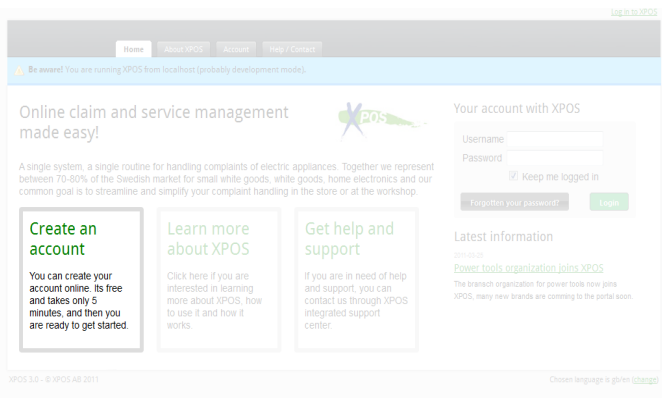 Log in to XPOS
Home
About XPOS
Account
Help / Contact
Be aware! You are running XPOS from localhost (probably development mode).
Online claim and service management
made easy!
XPOS
Your account with XPOS
Username
Password
Keep me logged in
Forgotten your password?
Login
A single system, a single routine for handling complaints of electric appliances. Together we represent
between 70-80% of the Swedish market for small white goods, white goods, home electronics and our
common goal is to streamline and simplify your complaint handling in the store or at the workshop.
Create an
account
You can create your
account online. Its free
and takes only 5
minutes, and then you
are ready to get started.
Learn more
about XPOS
Click here if you are
interested in learning
more about XPOS, how
to use it and how it
works.
Get help and
support
If you are in need of help
and support, you can
contact us through XPOS
integrated support
center.
Latest information
Power tools organization joins XPOS
The bransch organization for power tools now joins
XPOS, many new brands are comming to the portal soon.
XPOS 3.0 - © XPOS AB 2011
Chosen language is gb/en (change)